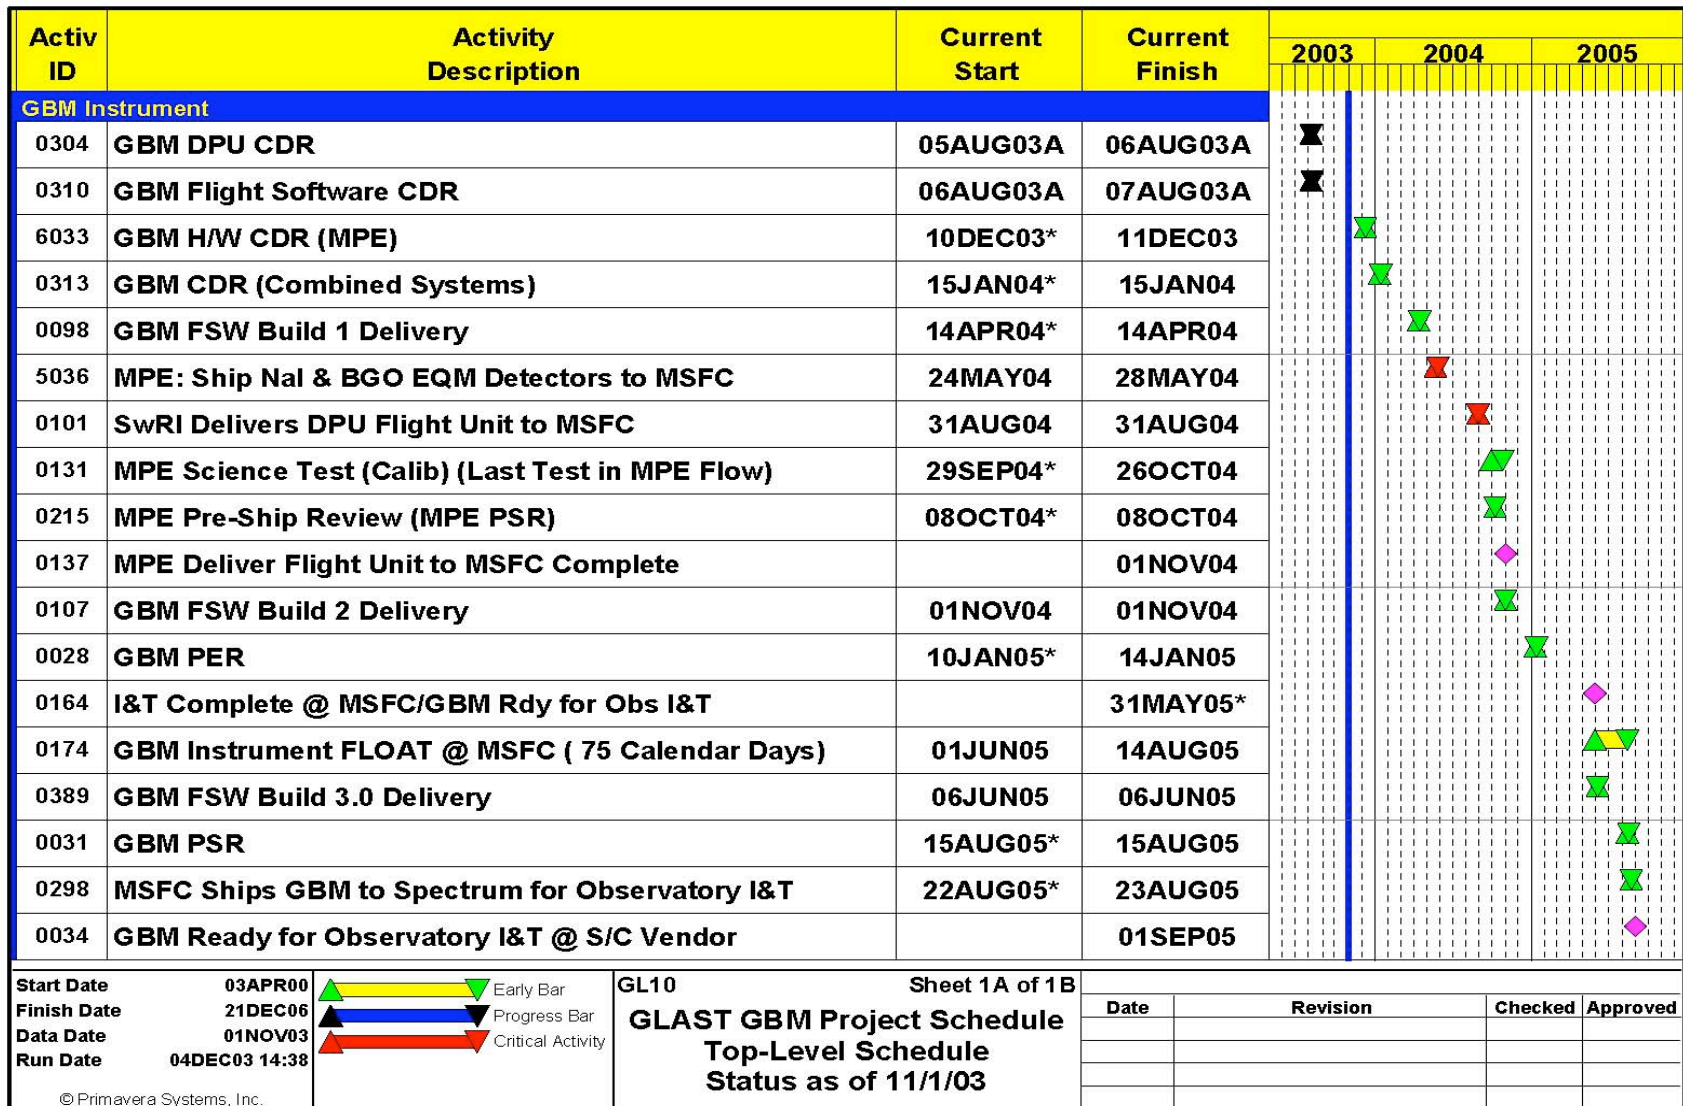 Activ ID Activity Description Current Start Current Finish 2003 2004 2005
GBM Instrument
0304 GBM DPU CDR 05AUG03A 06AUG03A
0310 GBM Flight Software CDR 06AUG03A 07AUG03A
6033 GBM H/W CDR (MPE) 10DEC03* 11DEC03
0313 GBM CDR (Combined Systems) 15JAN04* 15JAN04
0098 GBM FSW Build 1 Delivery 14APR04* 14APR04
5036 MPE: Ship NaI & BGO EQM Detectors to MSFC 24MAY04 28MAY04
0101 SwRI Delivers DPU Flight Unit to MSFC 31AUG04 31AUG04
0131 MPE Science Test (Calib) (Last Test in MPE Flow) 29SEP04* 26OCT04
0215 MPE Pre-Ship Review (MPE PSR) 08OCT04* 08OCT04
0137 MPE Deliver Flight Unit to MSFC Complete 01NOV04
0107 GBM FSW Build 2 Delivery 01NOV04 01NOV04
0028 GBM PER 10JAN05* 14JAN05
0164 I&T Complete @ MSFC/GBM Rdy for Obs I&T 31MAY05*
0174 GBM Instrument FLOAT @ MSFC ( 75 Calendar Days) 01JUN05 14AUG05
0389 GBM FSW Build 3.0 Delivery 06JUN05 06JUN05
0031 GBM PSR 15AUG05* 15AUG05
0298 MSFC Ships GBM to Spectrum for Observatory I&T 22AUG05* 23AUG05
0034 GBM Ready for Observatory I&T @ S/C Vendor 01SEP05
Start Date 03APR00
Finish Date 21DEC06
Data Date 01NOV03
Run Date 04DEC03 14:38
© Primavera Systems, Inc.
Early Bar
Progress Bar
Critical Activity
GL10 Sheet 1A of 1B
GLAST GBM Project Schedule
Top-Level Schedule
Status as of 11/1/03
Date Revision Checked Approved